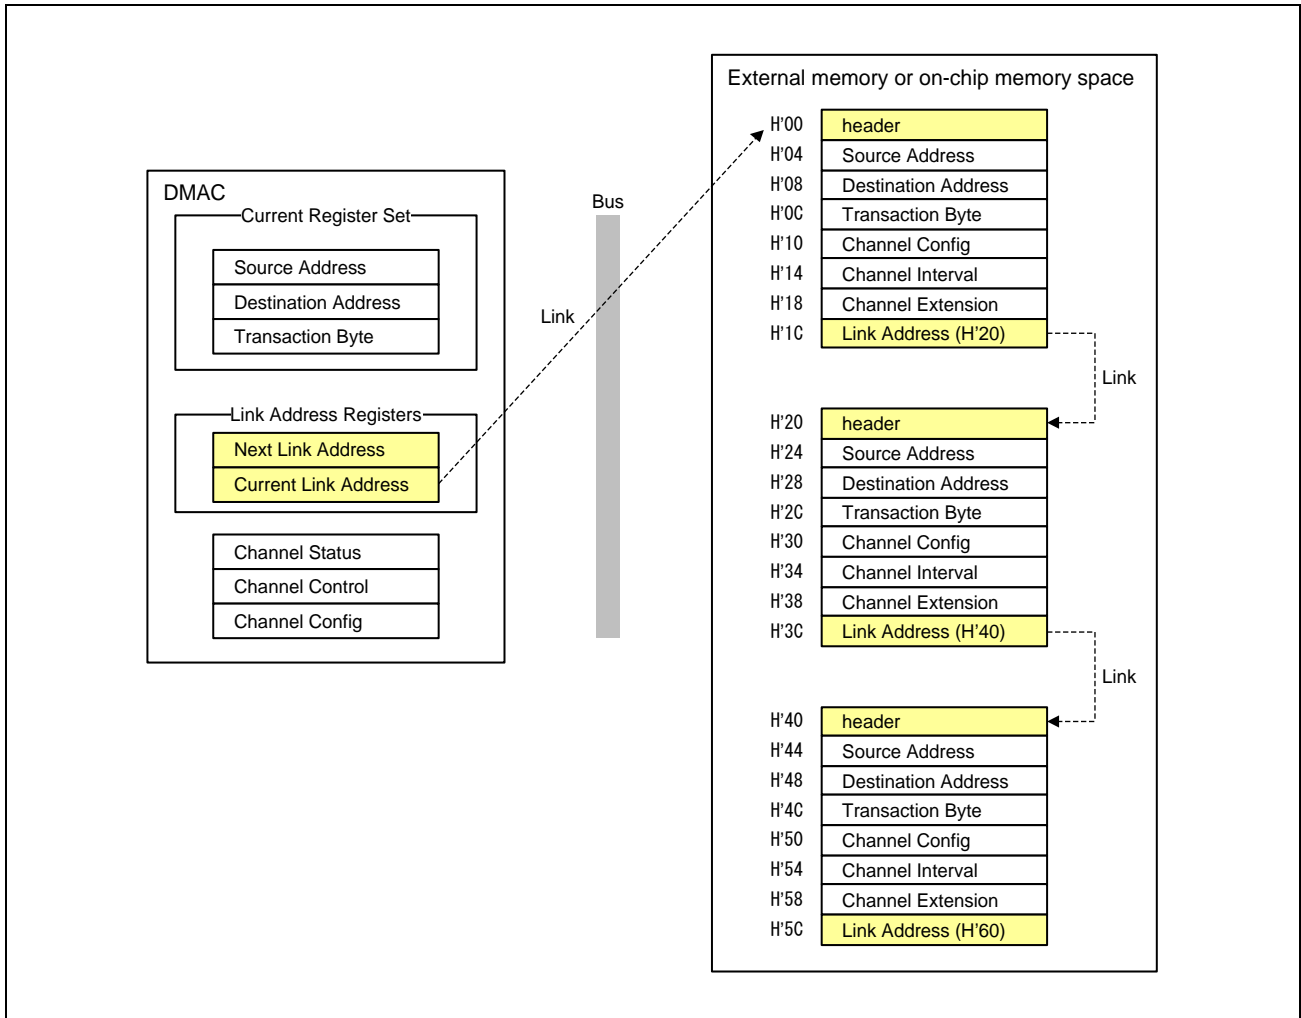 External memory or on-chip memory space
H'00 header
H'04 Source Address
H'08 Destination Address
H'0C Transaction Byte
H'10 Channel Config
H'14 Channel Interval
H'18 Channel Extension
H'1C Link Address (H'20)
Link
H'20 header
H'24 Source Address
H'28 Destination Address
H'2C Transaction Byte
H'30 Channel Config
H'34 Channel Interval
H'38 Channel Extension
H'3C Link Address (H'40)
Link
H'40 header
H'44 Source Address
H'48 Destination Address
H'4C Transaction Byte
H'50 Channel Config
H'54 Channel Interval
H'58 Channel Extension
H'5C Link Address (H'60)
DMAC
Current Register Set
Source Address
Destination Address
Transaction Byte
Link Address Registers
Next Link Address
Current Link Address
Channel Status
Channel Control
Channel Config
Bus
Link